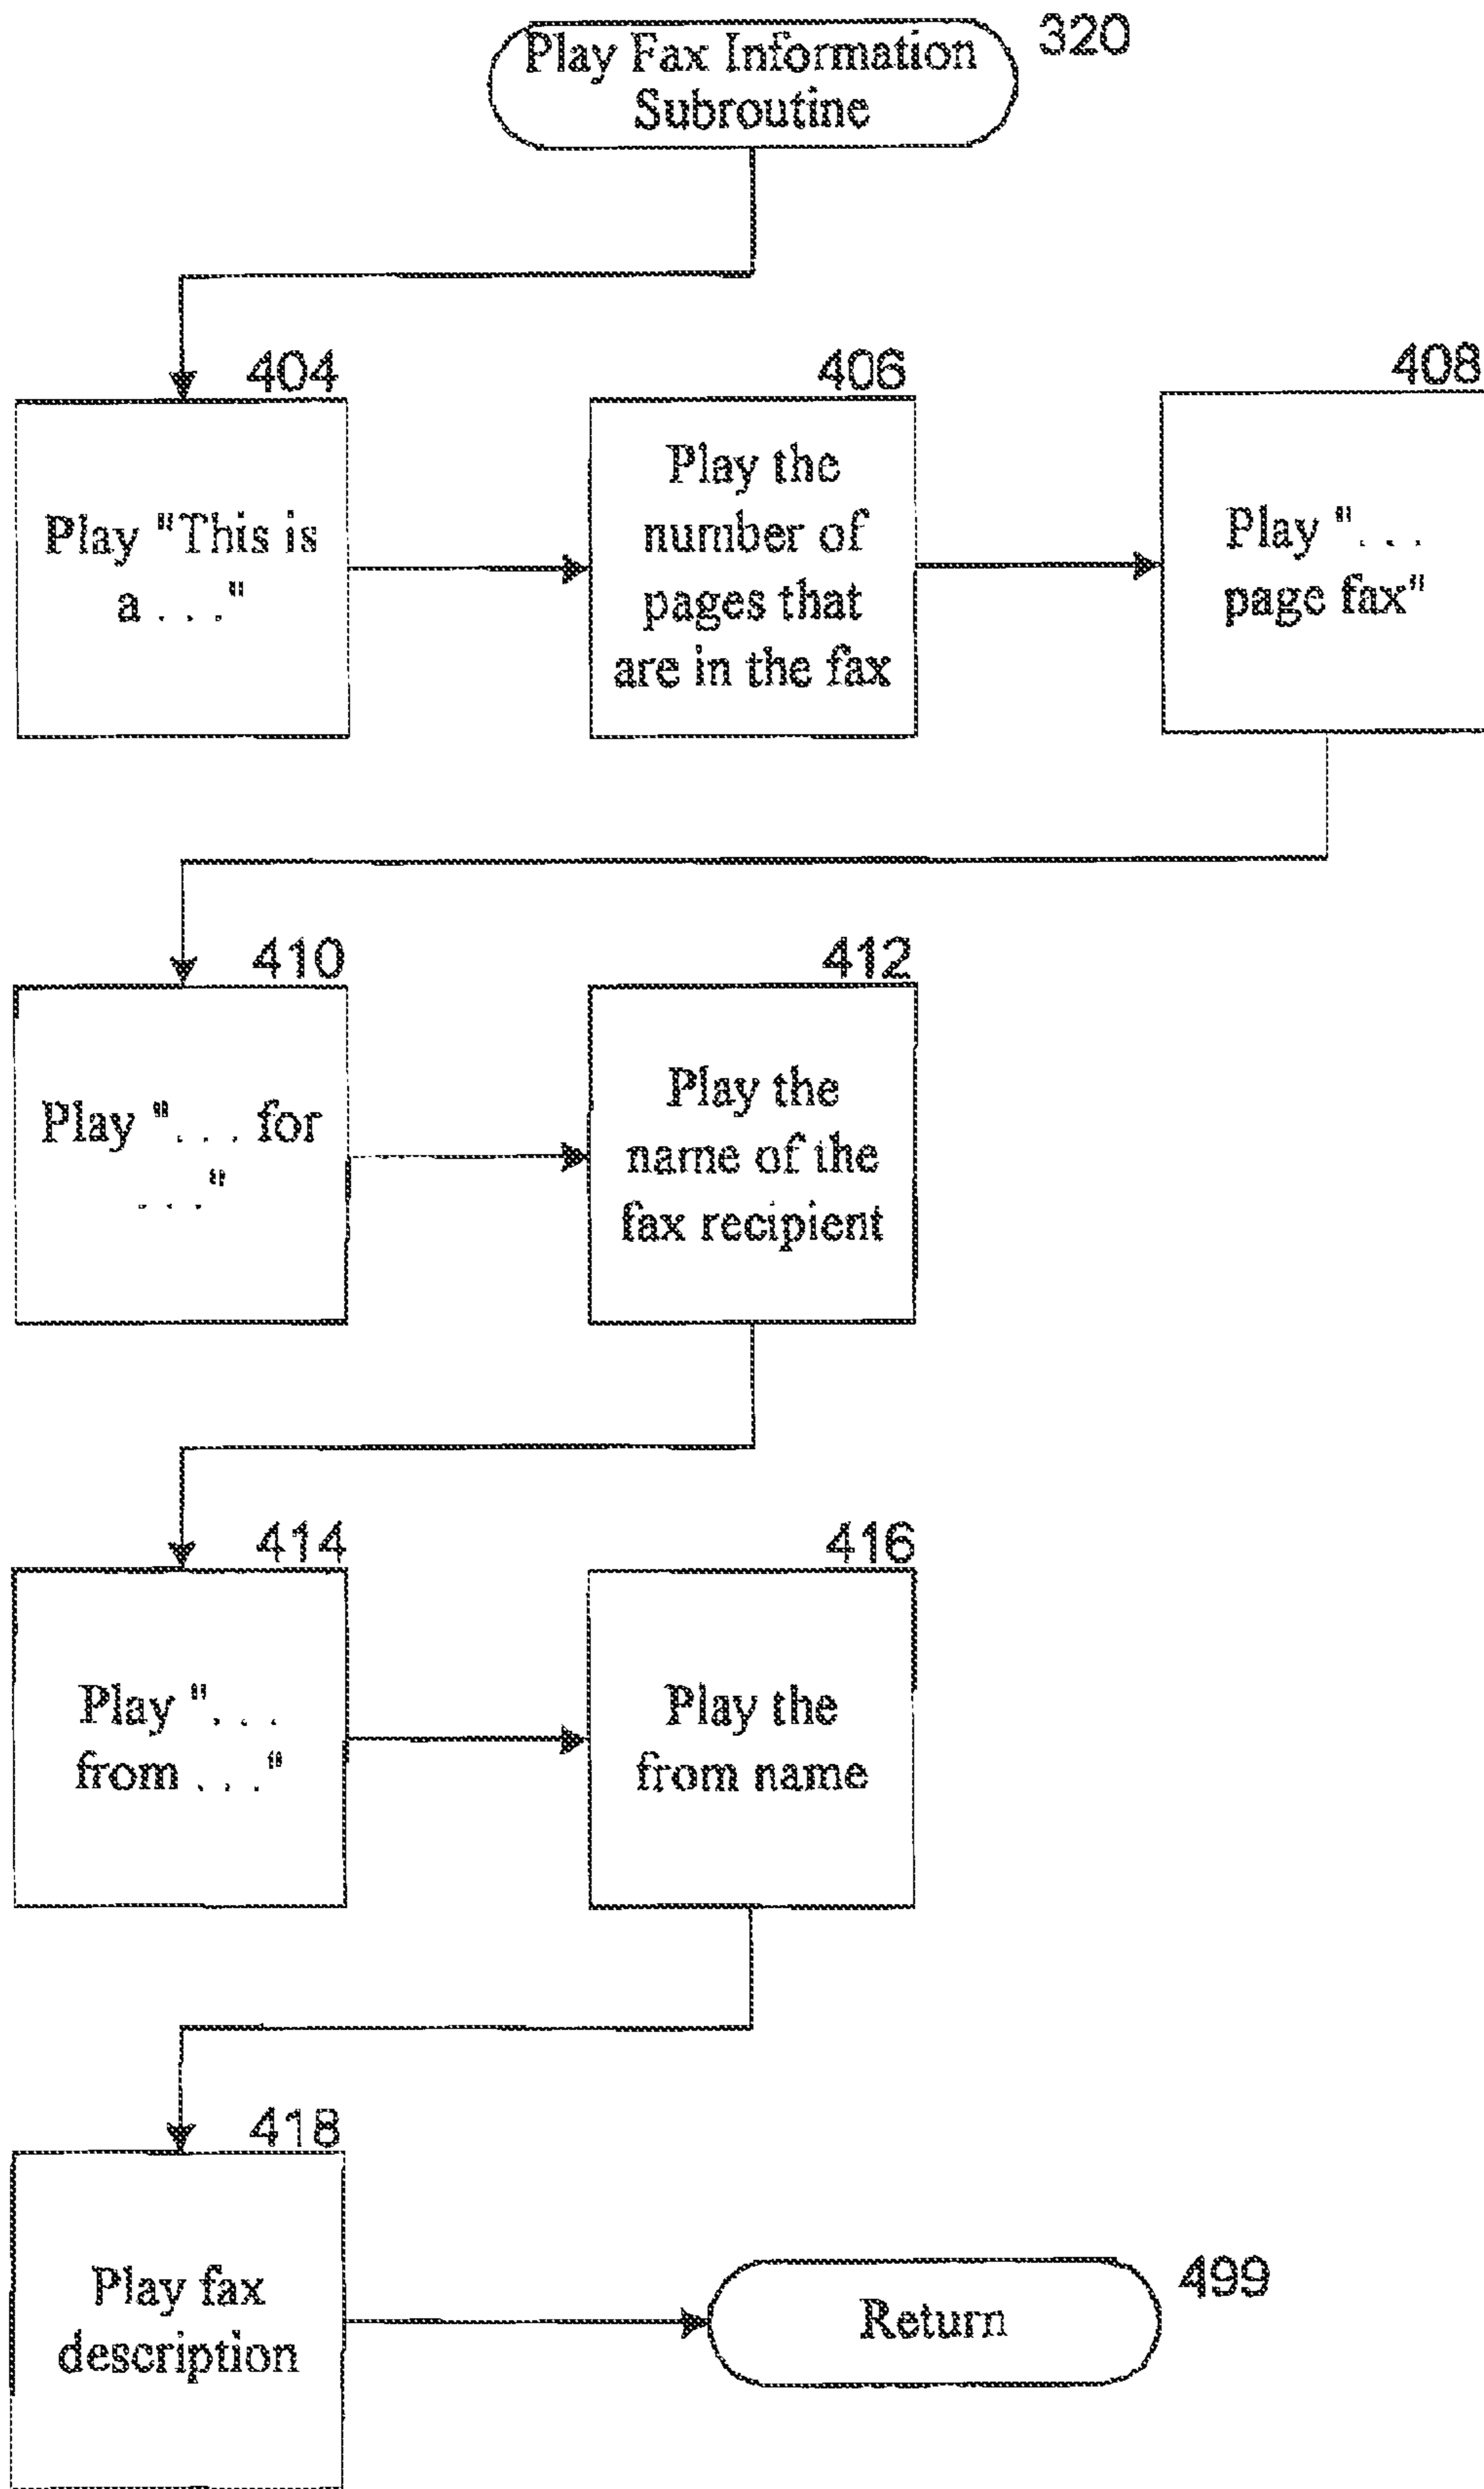 Play Fax Information
Subroutine
320
404
Play "This is
a . . ."
406
Play the
number of
pages that
are in the fax
408
Play ". . .
page fax"
410
Play ". . . for
. . ."
412
Play the
name of the
fax recipient
414
Play ". . .
from . . ."
416
Play the
from name
418
Play fax
description
Return
499